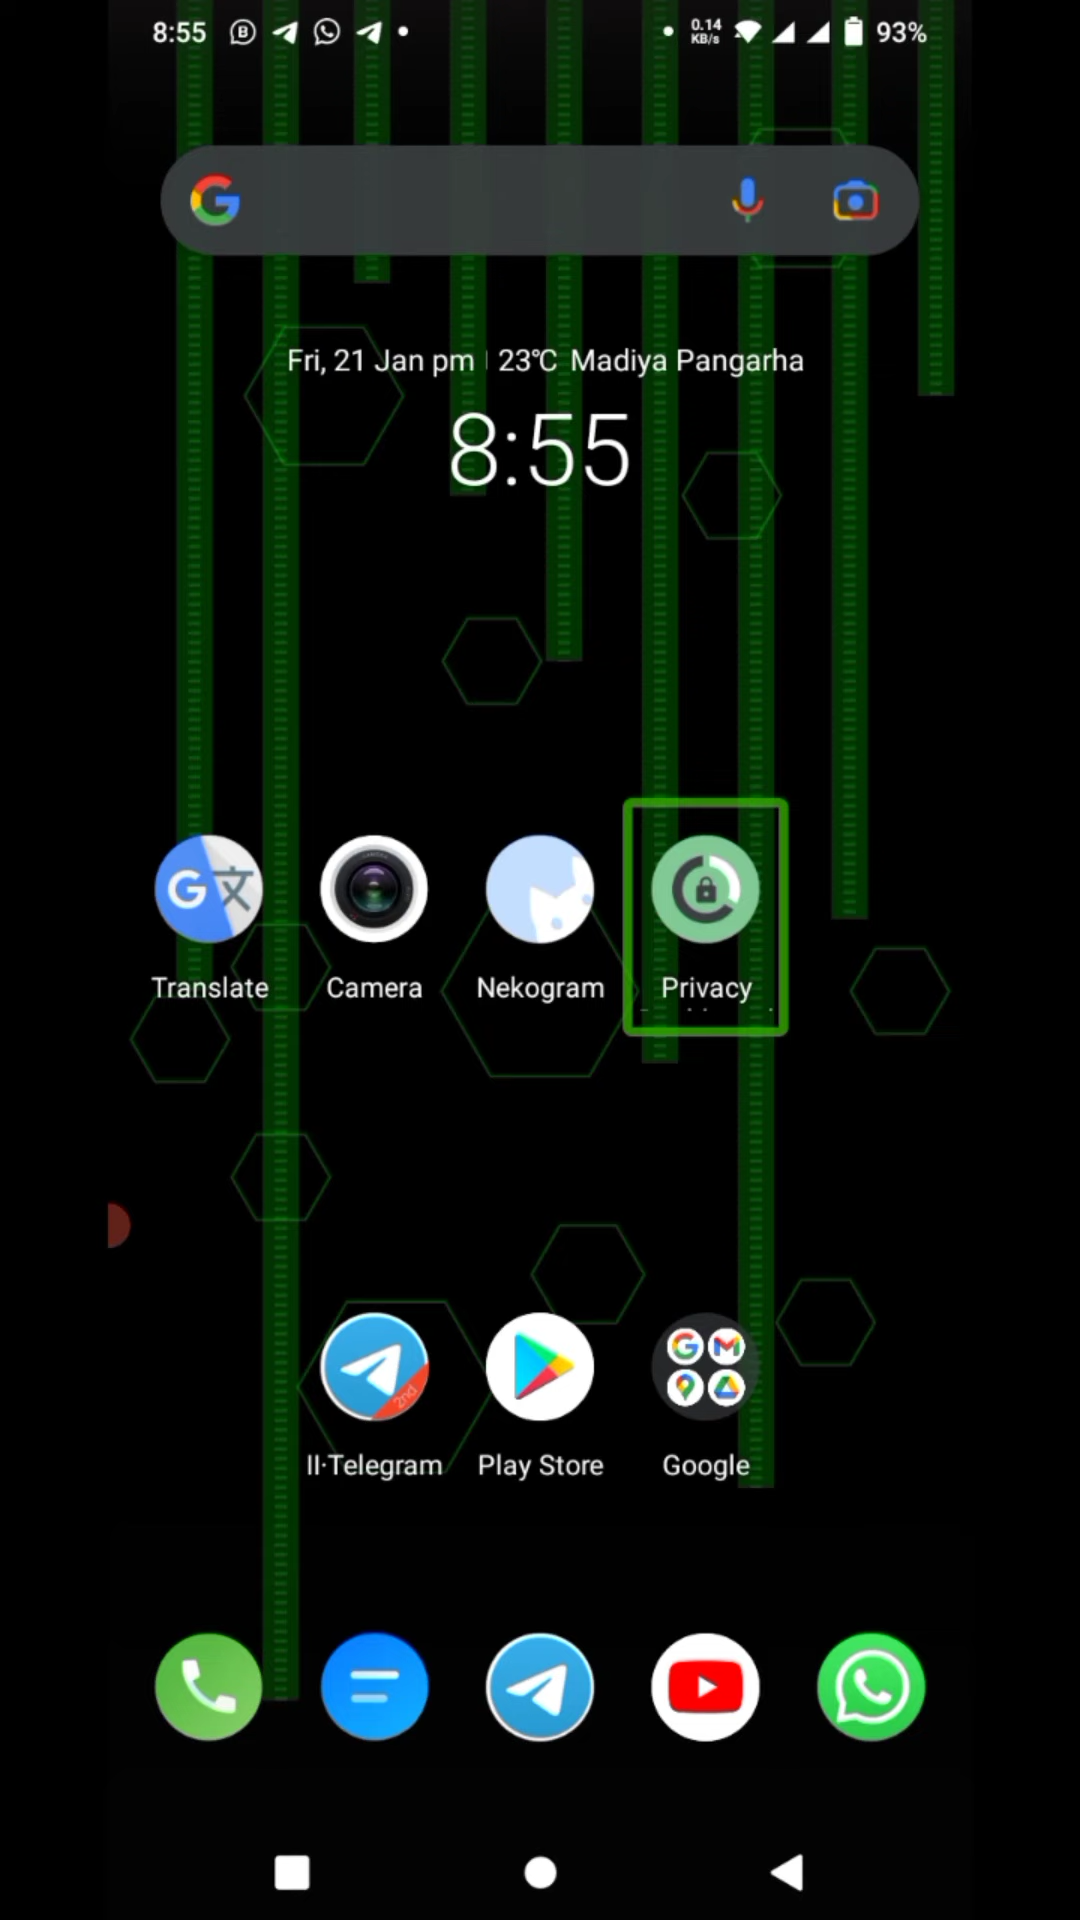 8:55 0.14 KB/s 93%
Fri, 21 Jan pm 23℃ Madiya Pangarha
8:55
Translate Camera Nekogram Privacy
2nd
II·Telegram Play Store Google